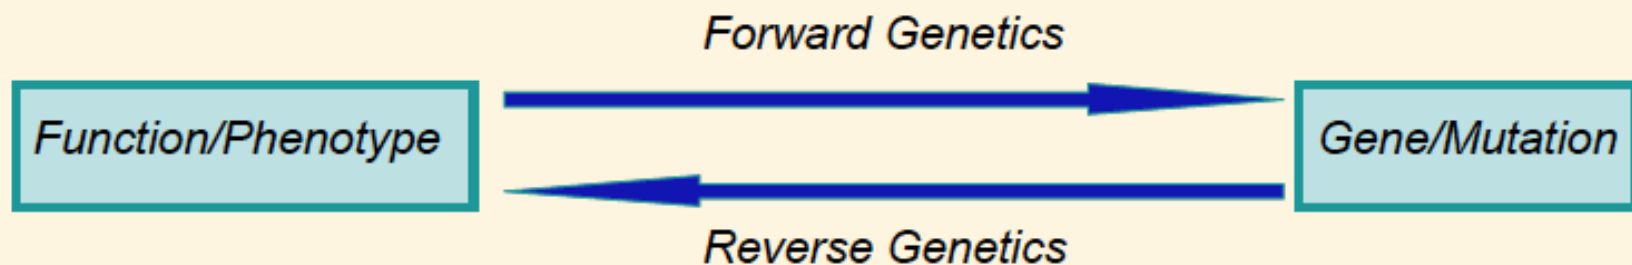 Forward Genetics
Function/Phenotype
Gene/Mutation
Reverse Genetics